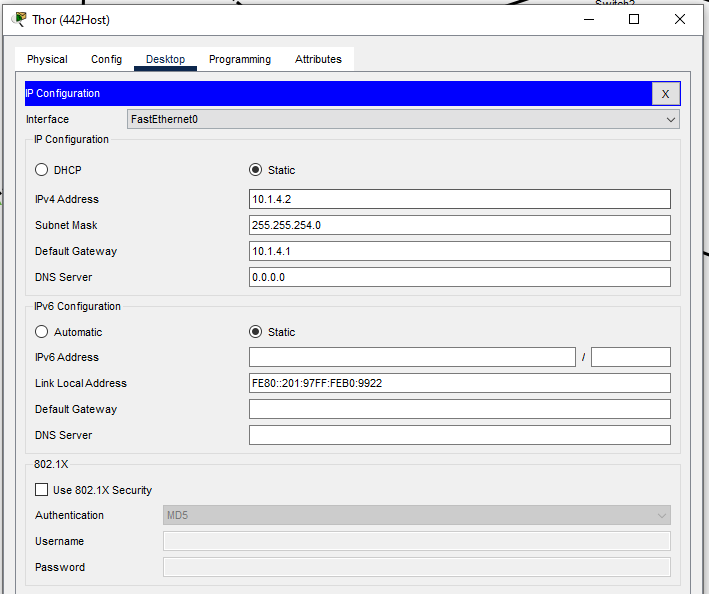 Switch2
Thor (442Host)
Physical Config Desktop Programming Attributes
IP Configuration X
Interface FastEthernet0
IP Configuration
DHCP Static
IPv4 Address 10.1.4.2
Subnet Mask 255.255.254.0
Default Gateway 10.1.4.1
DNS Server 0.0.0.0
IPv6 Configuration
Automatic Static
IPv6 Address /
Link Local Address FE80::201:97FF:FEB0:9922
Default Gateway
DNS Server
802.1X
Use 802.1X Security
Authentication MD5
Username
Password